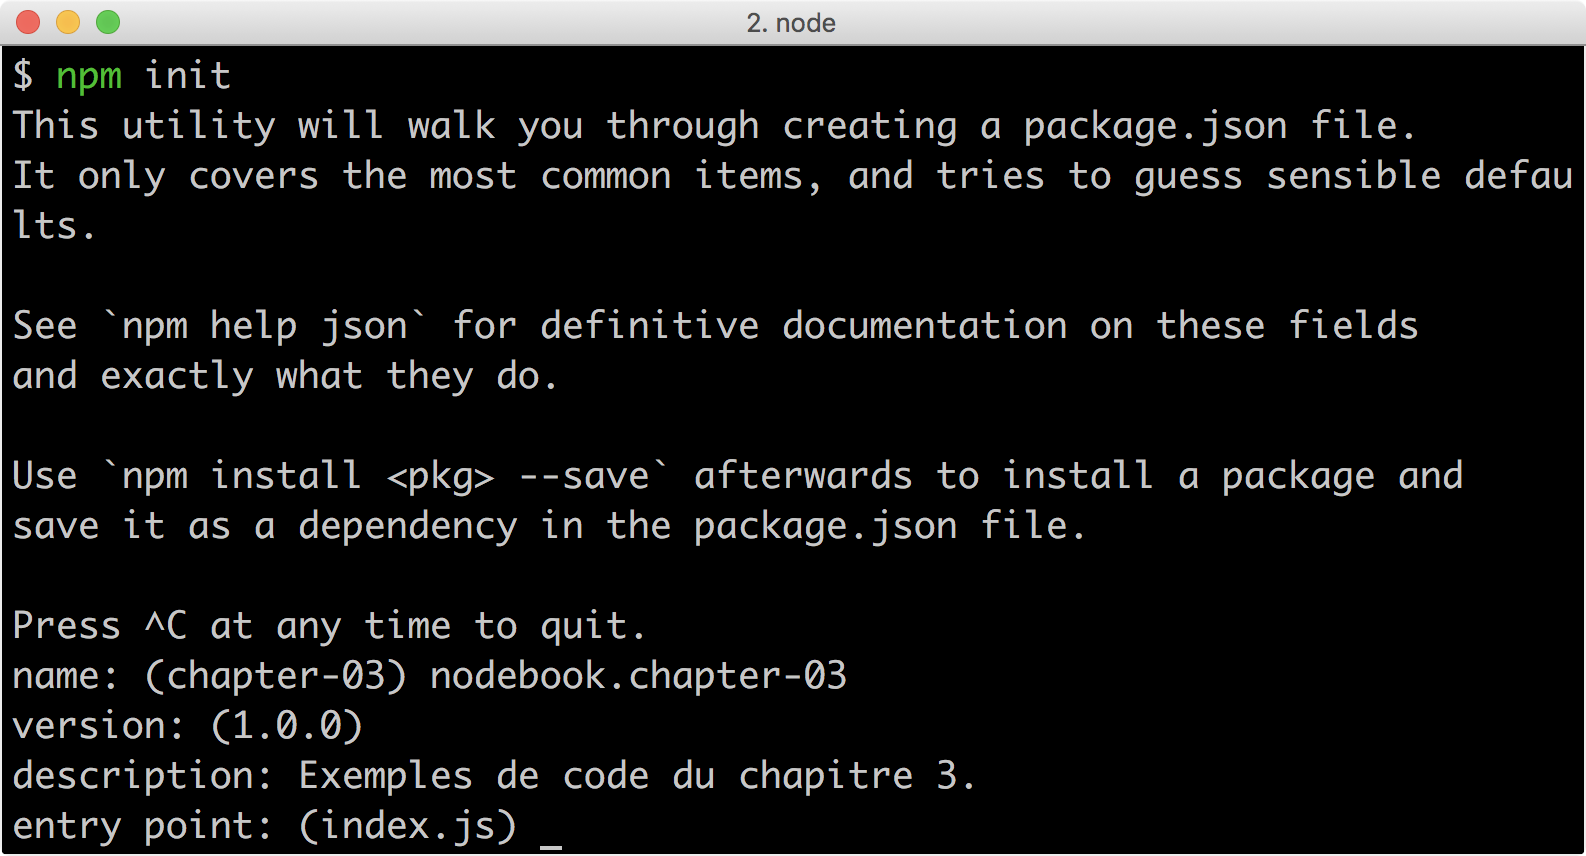 2. node
$ npm init
This utility will walk you through creating a package.json file.
It only covers the most common items, and tries to guess sensible defau
lts.
See `npm help json` for definitive documentation on these fields
and exactly what they do.
Use `npm install <pkg> --save` afterwards to install a package and
save it as a dependency in the package.json file.
Press ^C at any time to quit.
name: (chapter-03) nodebook.chapter-03
version: (1.0.0)
description: Exemples de code du chapitre 3.
entry point: (index.js) _